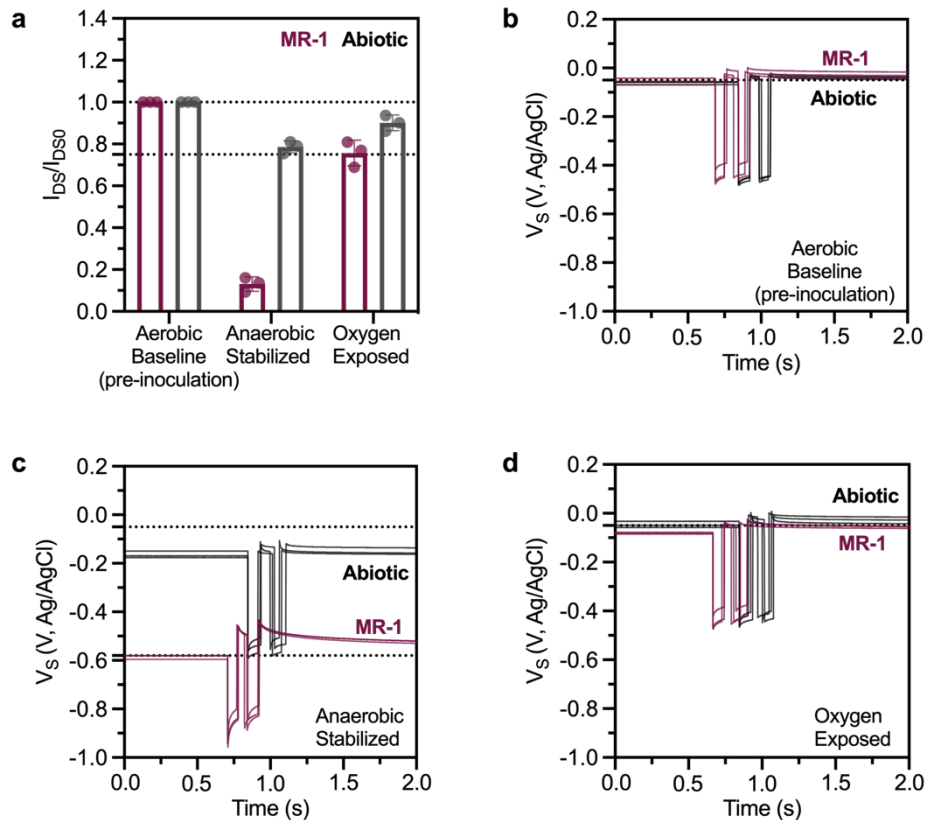 a
MR-1 Abiotic
1.4
1.2
1.0
0.8
0.6
0.4
0.2
0.0
I_DS/I_DS0
Aerobic
Baseline
(pre-inoculation)
Anaerobic
Stabilized
Oxygen
Exposed
b
0.2
0.0
-0.2
-0.4
-0.6
-0.8
-1.0
V_S (V, Ag/AgCl)
MR-1
Abiotic
Aerobic
Baseline
(pre-inoculation)
0.0 0.5 1.0 1.5 2.0
Time (s)
c
0.2
0.0
-0.2
-0.4
-0.6
-0.8
-1.0
V_S (V, Ag/AgCl)
Abiotic
MR-1
Anaerobic
Stabilized
0.0 0.5 1.0 1.5 2.0
Time (s)
d
0.2
0.0
-0.2
-0.4
-0.6
-0.8
-1.0
V_S (V, Ag/AgCl)
Abiotic
MR-1
Oxygen
Exposed
0.0 0.5 1.0 1.5 2.0
Time (s)